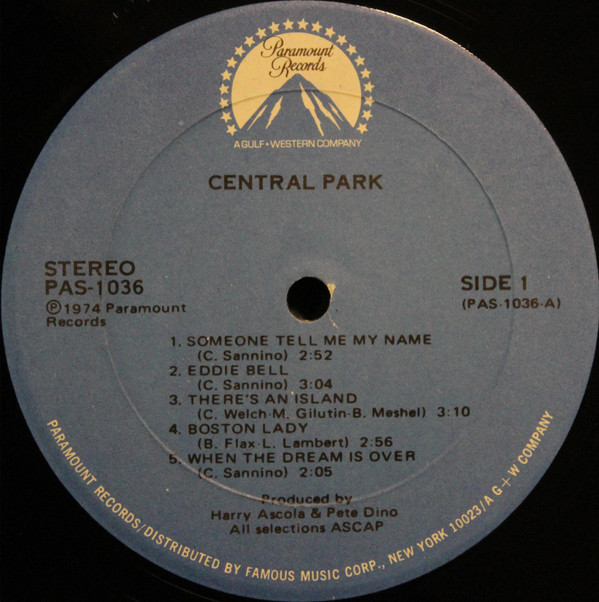 Paramount
Records
A GULF+WESTERN COMPANY
CENTRAL PARK
STEREO
PAS-1036
℗1974 Paramount
Records
SIDE 1
(PAS-1036-A)
1. SOMEONE TELL ME MY NAME
(C. Sannino) 2:52
2. EDDIE BELL
(C. Sannino) 3:04
3. THERE'S AN ISLAND
(C. Welch-M. Gilutin-B. Meshel) 3:10
4. BOSTON LADY
(B. Flax-L. Lambert) 2:56
5. WHEN THE DREAM IS OVER
(C. Sannino) 2:05
Produced by
Harry Ascola & Pete Dino
All selections ASCAP
PARAMOUNT RECORDS/DISTRIBUTED BY FAMOUS MUSIC CORP., NEW YORK 10023/A G+W COMPANY